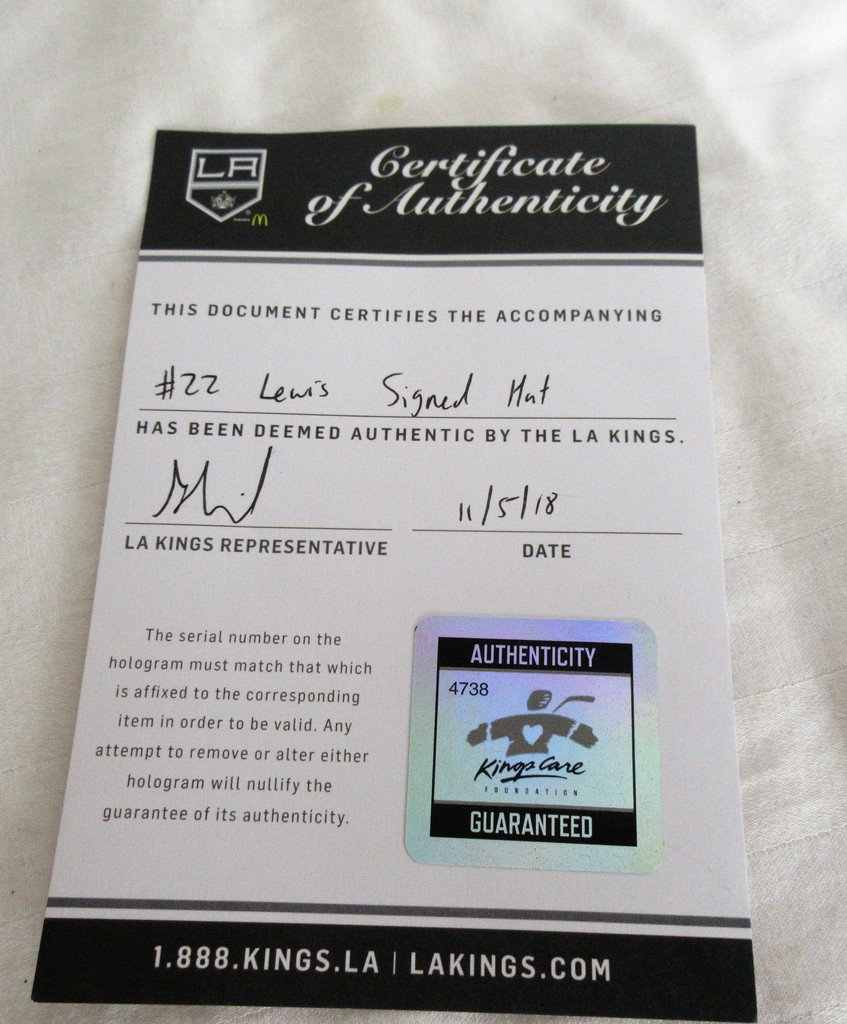 LA
Certificate
of Authenticity
THIS DOCUMENT CERTIFIES THE ACCOMPANYING
#22 Lewis Signed Hat
HAS BEEN DEEMED AUTHENTIC BY THE LA KINGS.
11/5/18
LA KINGS REPRESENTATIVE
DATE
The serial number on the
hologram must match that which
is affixed to the corresponding
item in order to be valid. Any
attempt to remove or alter either
hologram will nullify the
guarantee of its authenticity.
AUTHENTICITY
4738
Kings Care
FOUNDATION
GUARANTEED
1.888.KINGS.LA | LAKINGS.COM